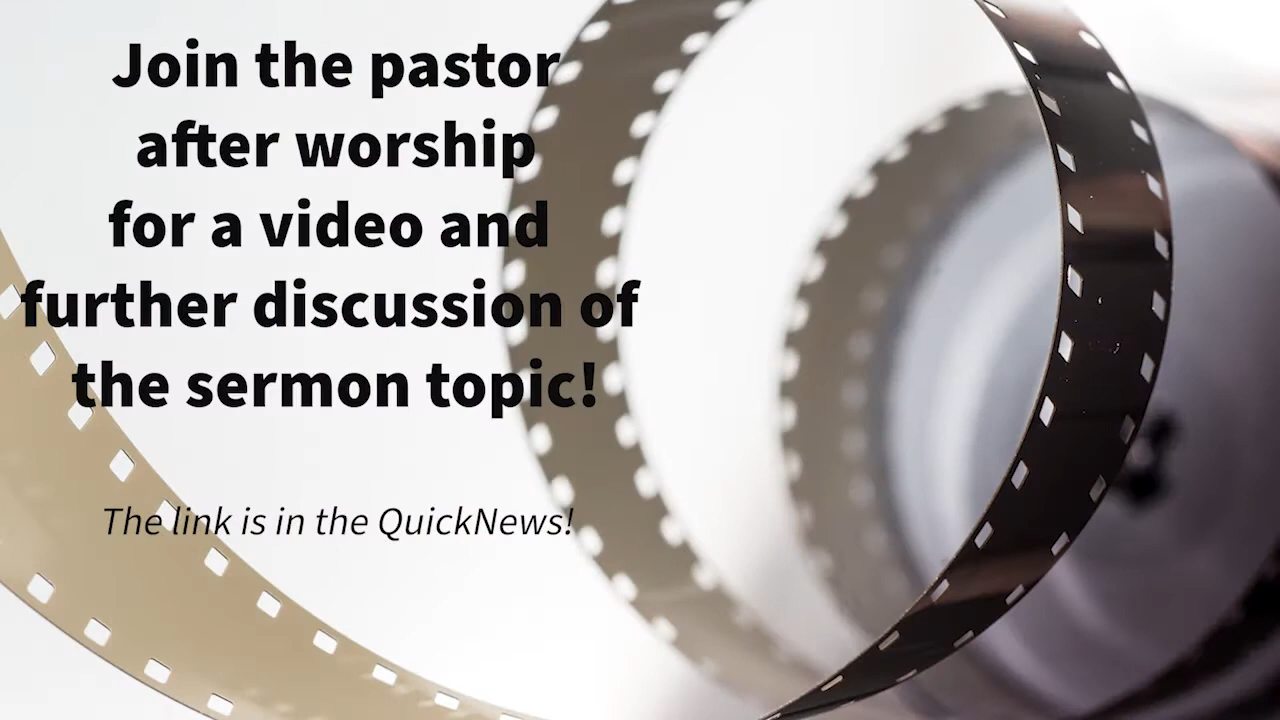 Join the pastor
after worship
for a video and
further discussion of
the sermon topic!
The link is in the QuickNews!